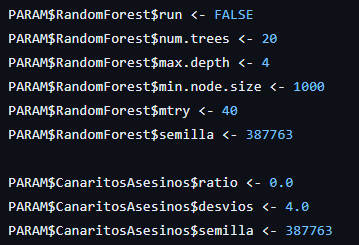 PARAM$RandomForest$run <- FALSE
PARAM$RandomForest$num.trees <- 20
PARAM$RandomForest$max.depth <- 4
PARAM$RandomForest$min.node.size <- 1000
PARAM$RandomForest$mtry <- 40
PARAM$RandomForest$semilla <- 387763
PARAM$CanaritosAsesinos$ratio <- 0.0
PARAM$CanaritosAsesinos$desvios <- 4.0
PARAM$CanaritosAsesinos$semilla <- 387763